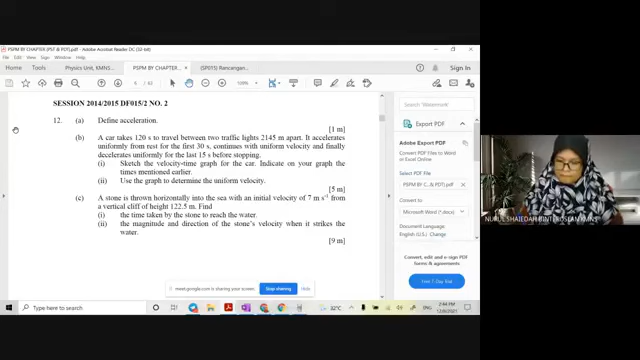 PSPM BY CHAPTER (PST & PDT).pdf - Adobe Acrobat Reader DC (32-bit)
File Edit View Sign Window Help
Home Tools Physics Unit, KMNS... PSPM BY CHAPTER ... × (SP015) Rancangan... Sign In
6 / 62 109%
SESSION 2014/2015 DF015/2 NO. 2
12. (a) Define acceleration.
[1 m]
(b) A car takes 120 s to travel between two traffic lights 2145 m apart. It accelerates
uniformly from rest for the first 30 s, continues with uniform velocity and finally
decelerates uniformly for the last 15 s before stopping.
(i) Sketch the velocity-time graph for the car. Indicate on your graph the
times mentioned earlier.
(ii) Use the graph to determine the uniform velocity.
[5 m]
(c) A stone is thrown horizontally into the sea with an initial velocity of 7 m s⁻¹ from
a vertical cliff of height 122.5 m. Find
(i) the time taken by the stone to reach the water.
(ii) the magnitude and direction of the stone's velocity when it strikes the
water.
[9 m]
Search 'Watermark'
Export PDF
Adobe Export PDF
Convert PDF Files to Word
or Excel Online
Select PDF File
PSPM BY C...& PDT).pdf ×
Convert to
Microsoft Word (*.docx)
Document Language:
English (U.S.) Change
Convert, edit and e-sign PDF
forms & agreements
Free 7-Day Trial
meet.google.com is sharing your screen. Stop sharing Hide
Type here to search
32°C
ENG
2:44 PM